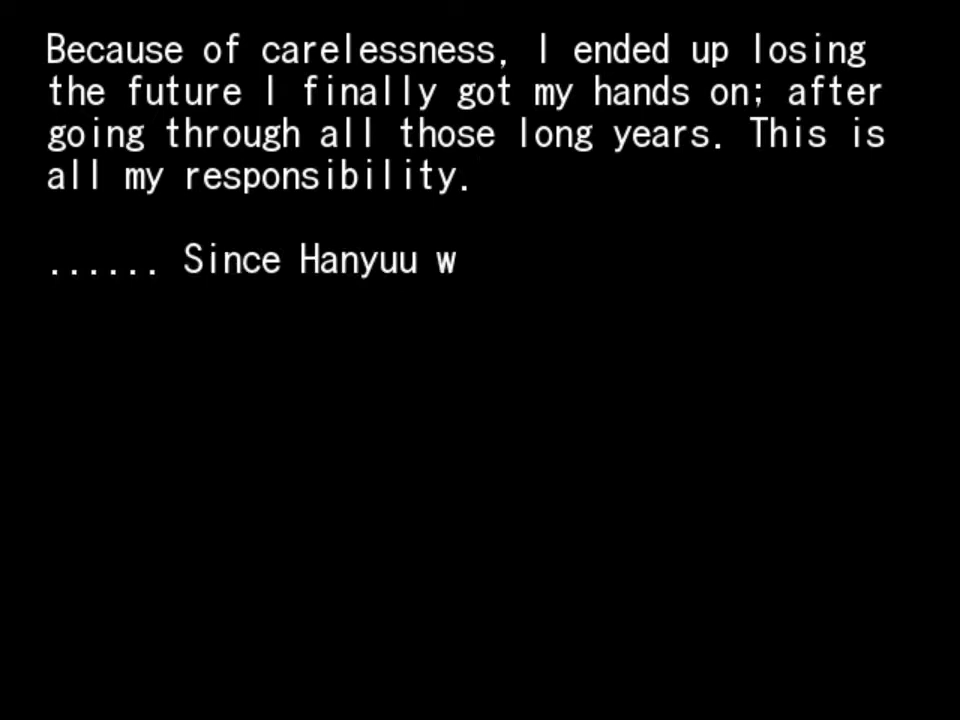 Because of carelessness, I ended up losing
the future I finally got my hands on; after
going through all those long years. This is
all my responsibility.
...... Since Hanyuu w